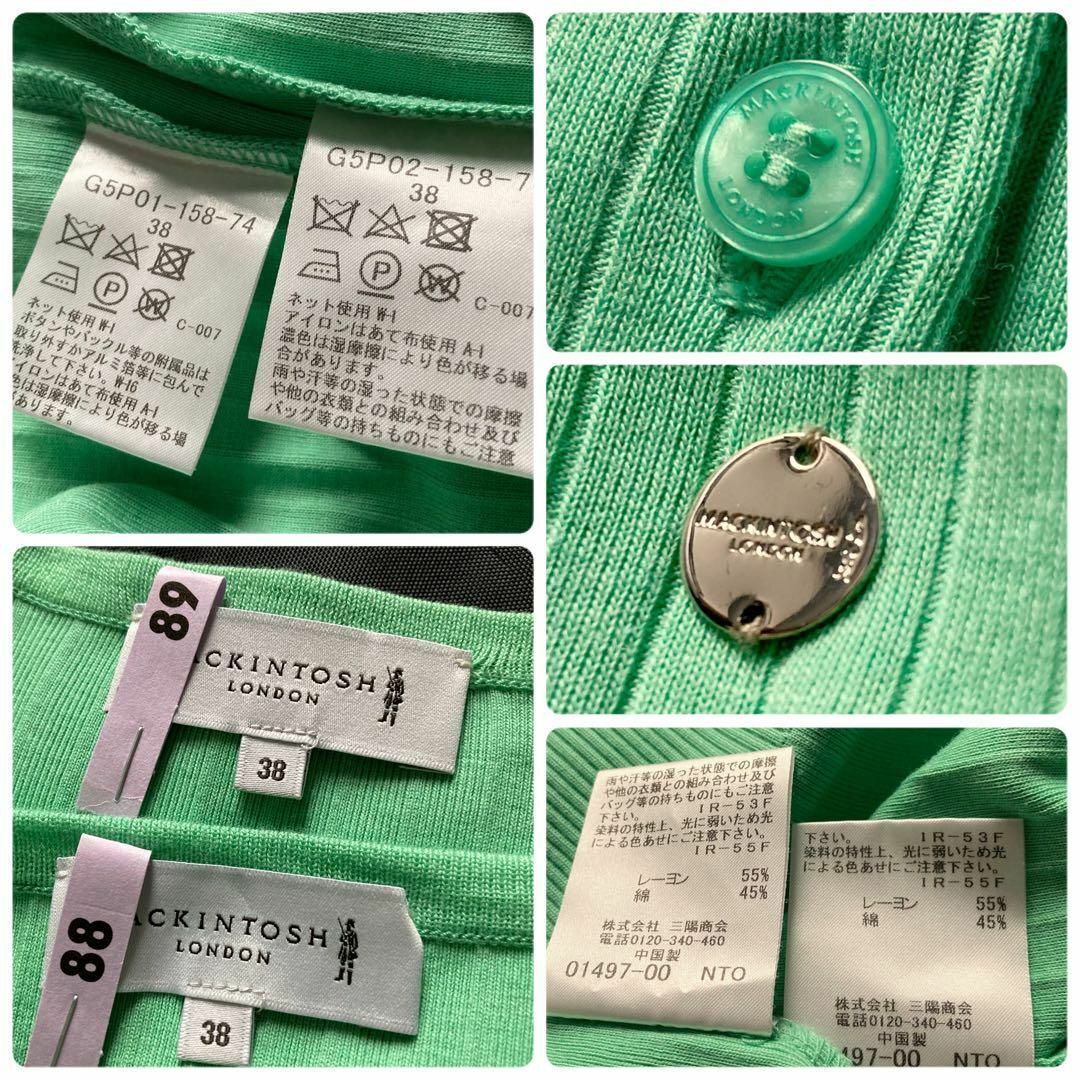 G5P01-158-74
38
C-007
ネット使用 W-1
ボタンやバックル等の附属品は
取り外すかアルミ箔等に包んで
洗浄して下さい。W-16
アイロンはあて布使用 A-1
色は湿摩擦により色が移る場
あります。
G5P02-158-7
38
P
W
C-007
ネット使用 W-1
アイロンはあて布使用 A-1
濃色は湿摩擦により色が移る場
合があります。
雨や汗等の湿った状態での摩擦
や他の衣類との組み合わせ及び
バッグ等の持ちものにもご注意
MACKINTOSH
LONDON
MACKINTOSH
LONDON
89
ACKINTOSH
LONDON
38
88
ACKINTOSH
LONDON
38
雨や汗等の湿った状態での摩擦
や他の衣類との組み合わせ及び
バッグ等の持ちものにもご注意
下さい。 IR-53F
染料の特性上、光に弱いため光
による色あせにご注意下さい。
IR-55F
レーヨン 55%
綿 45%
株式会社 三陽商会
電話0120-340-460
中国製
01497-00 NTO
下さい。 IR-53F
染料の特性上、光に弱いため光
による色あせにご注意下さい。
IR-55F
レーヨン 55%
綿 45%
株式会社 三陽商会
電話0120-340-460
中国製
497-00 NTO